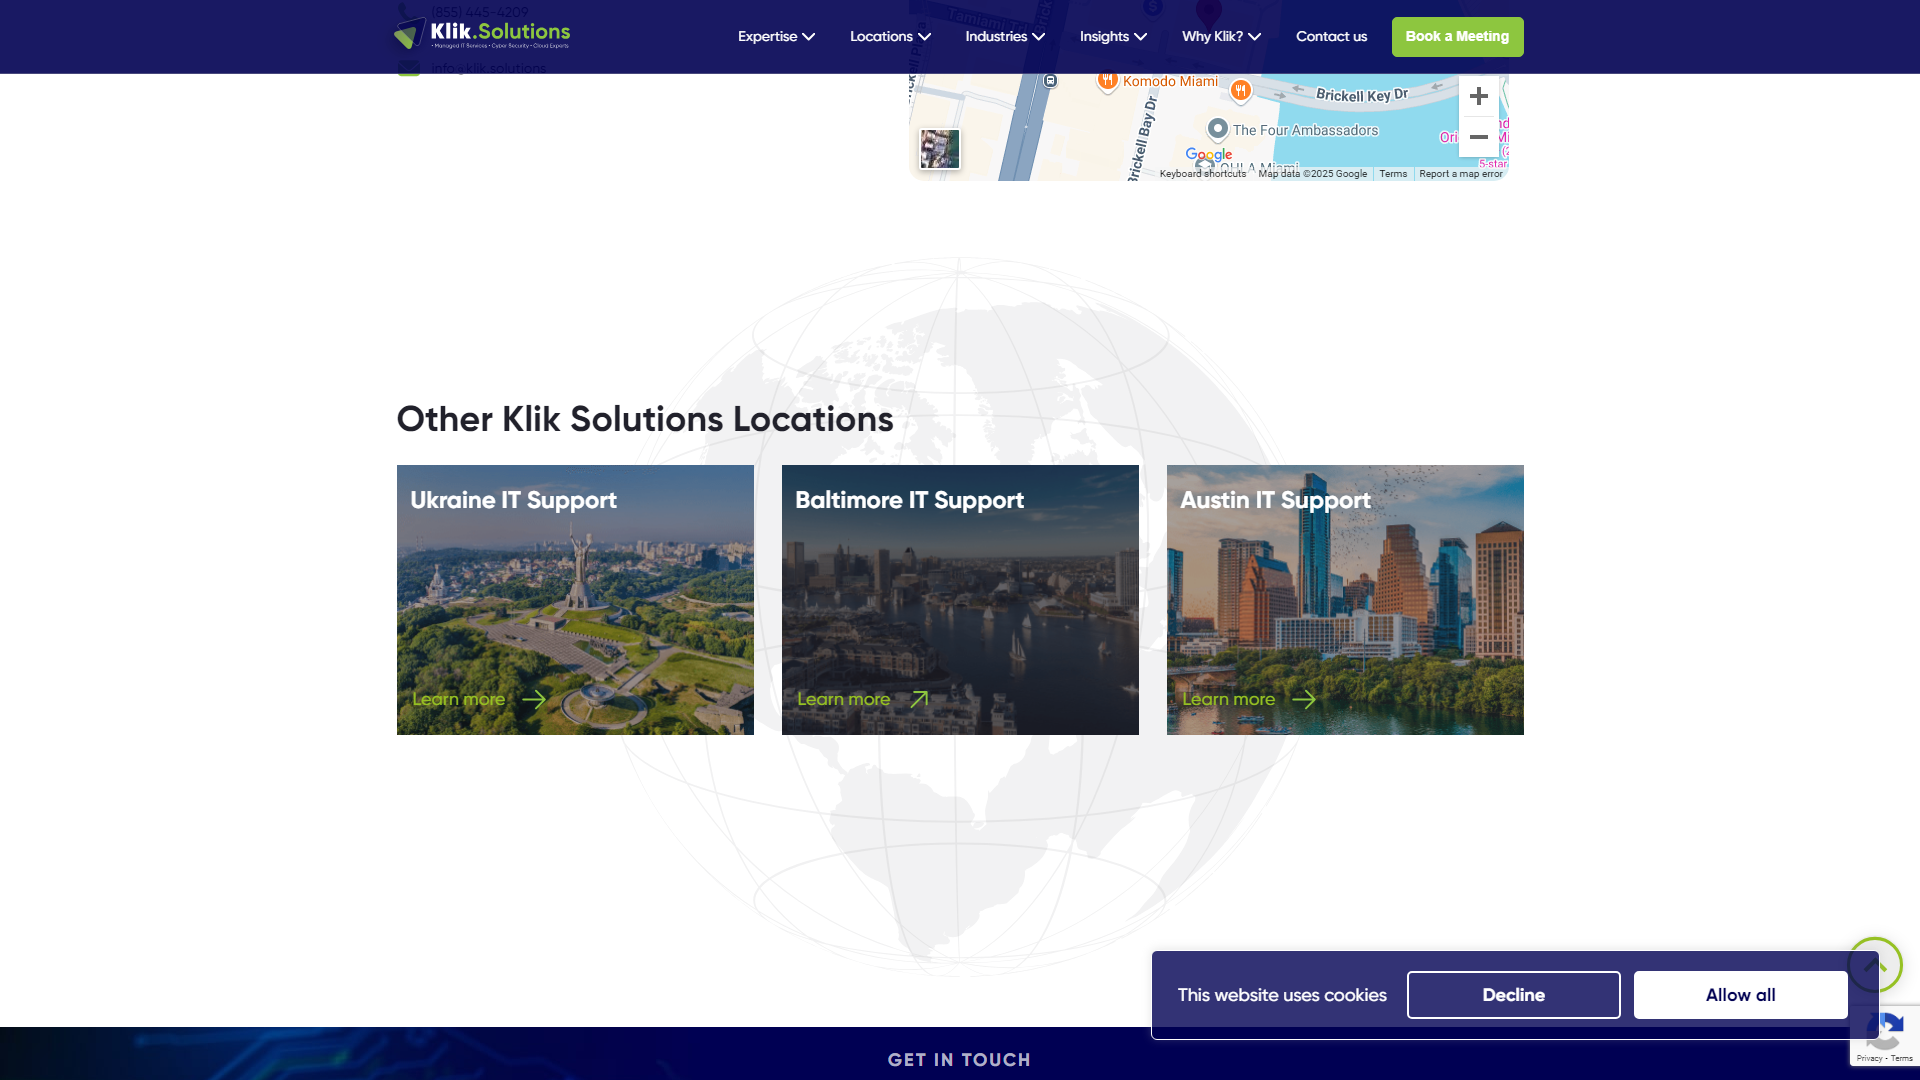 (855) 445-4209
Klik.Solutions
• Managed IT Services • Cyber Security • Cloud Experts
info@klik.solutions
Expertise
Locations
Industries
Insights
Why Klik?
Contact us
Book a Meeting
Komodo Miami
Brickell Key Dr
Brickell Bay Dr
The Four Ambassadors
Google
Keyboard shortcuts
Map data ©2025 Google
Terms
Report a map error
5-star
Other Klik Solutions Locations
Ukraine IT Support
Learn more
Baltimore IT Support
Learn more
Austin IT Support
Learn more
This website uses cookies
Decline
Allow all
Privacy - Terms
GET IN TOUCH